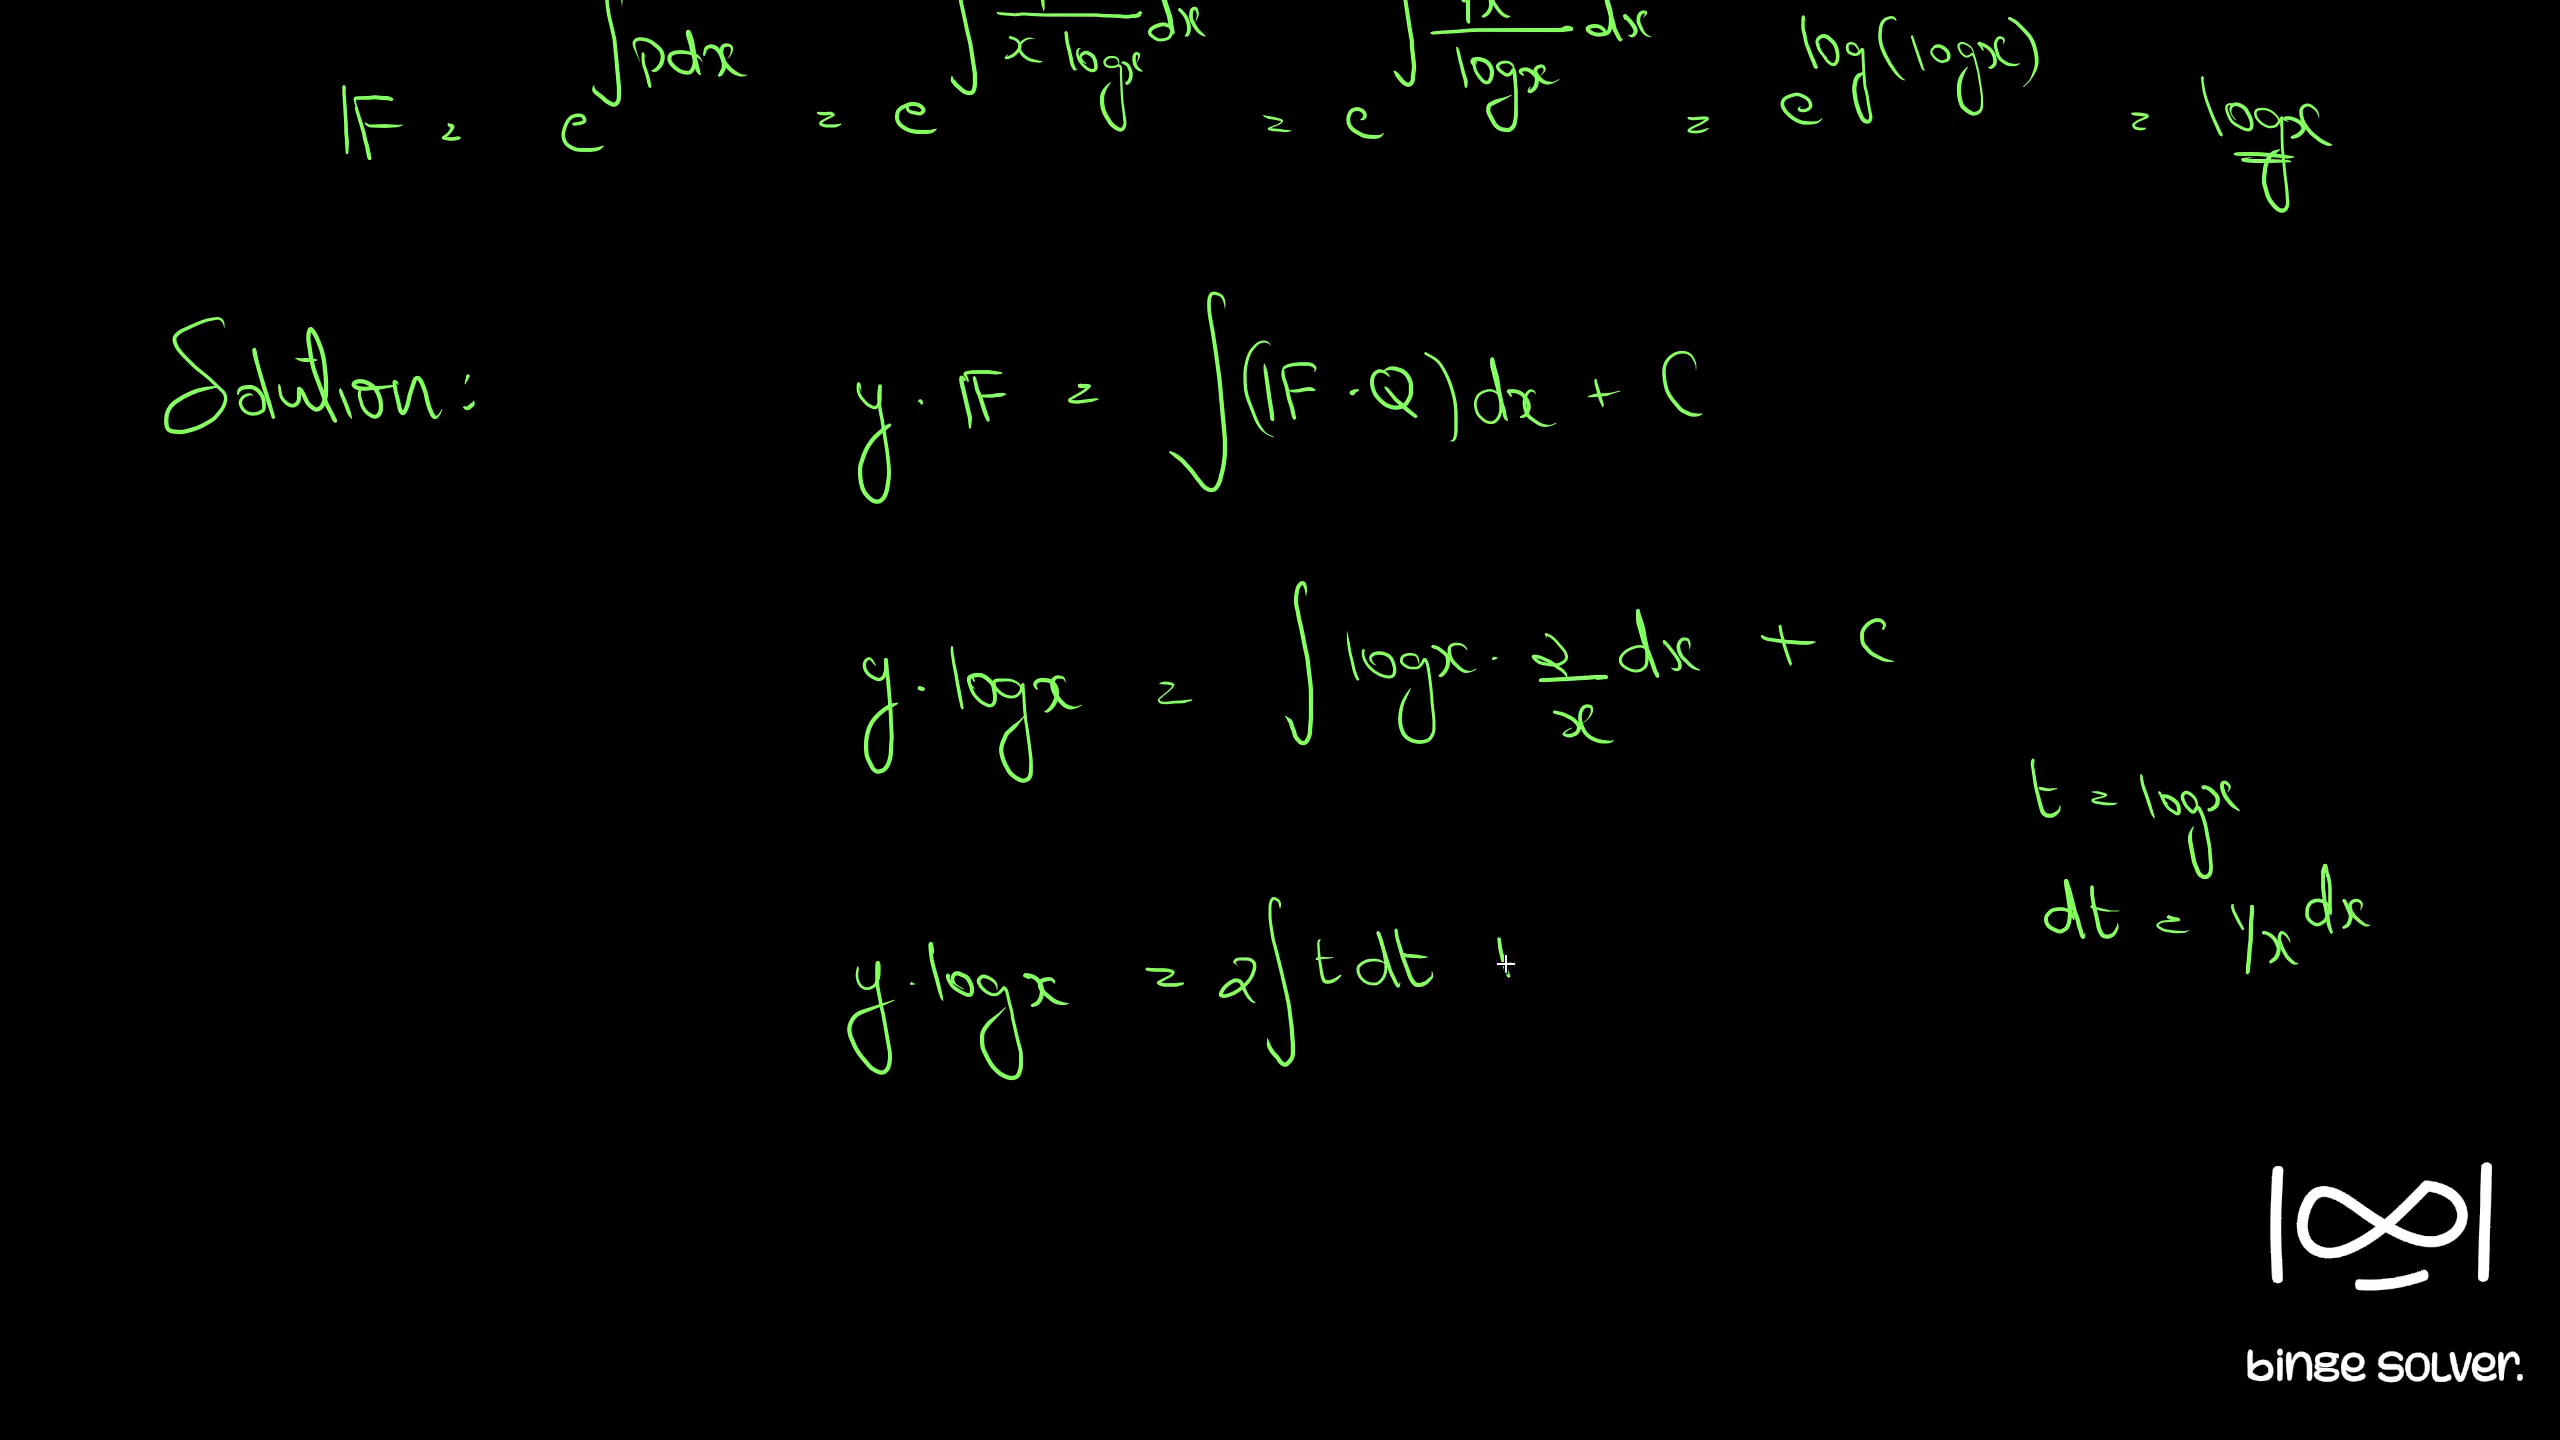 IF = e^∫pdx = e^∫1/(x logx) dx = e^∫(1/x)/(logx) dx = e^log(logx) = logx
Solution: y · IF = ∫(IF · Q)dx + C
y · logx = ∫ logx · 2/x dx + C
t = logx
dt = 1/x dx
y · logx = 2∫ t dt +
binge solver.